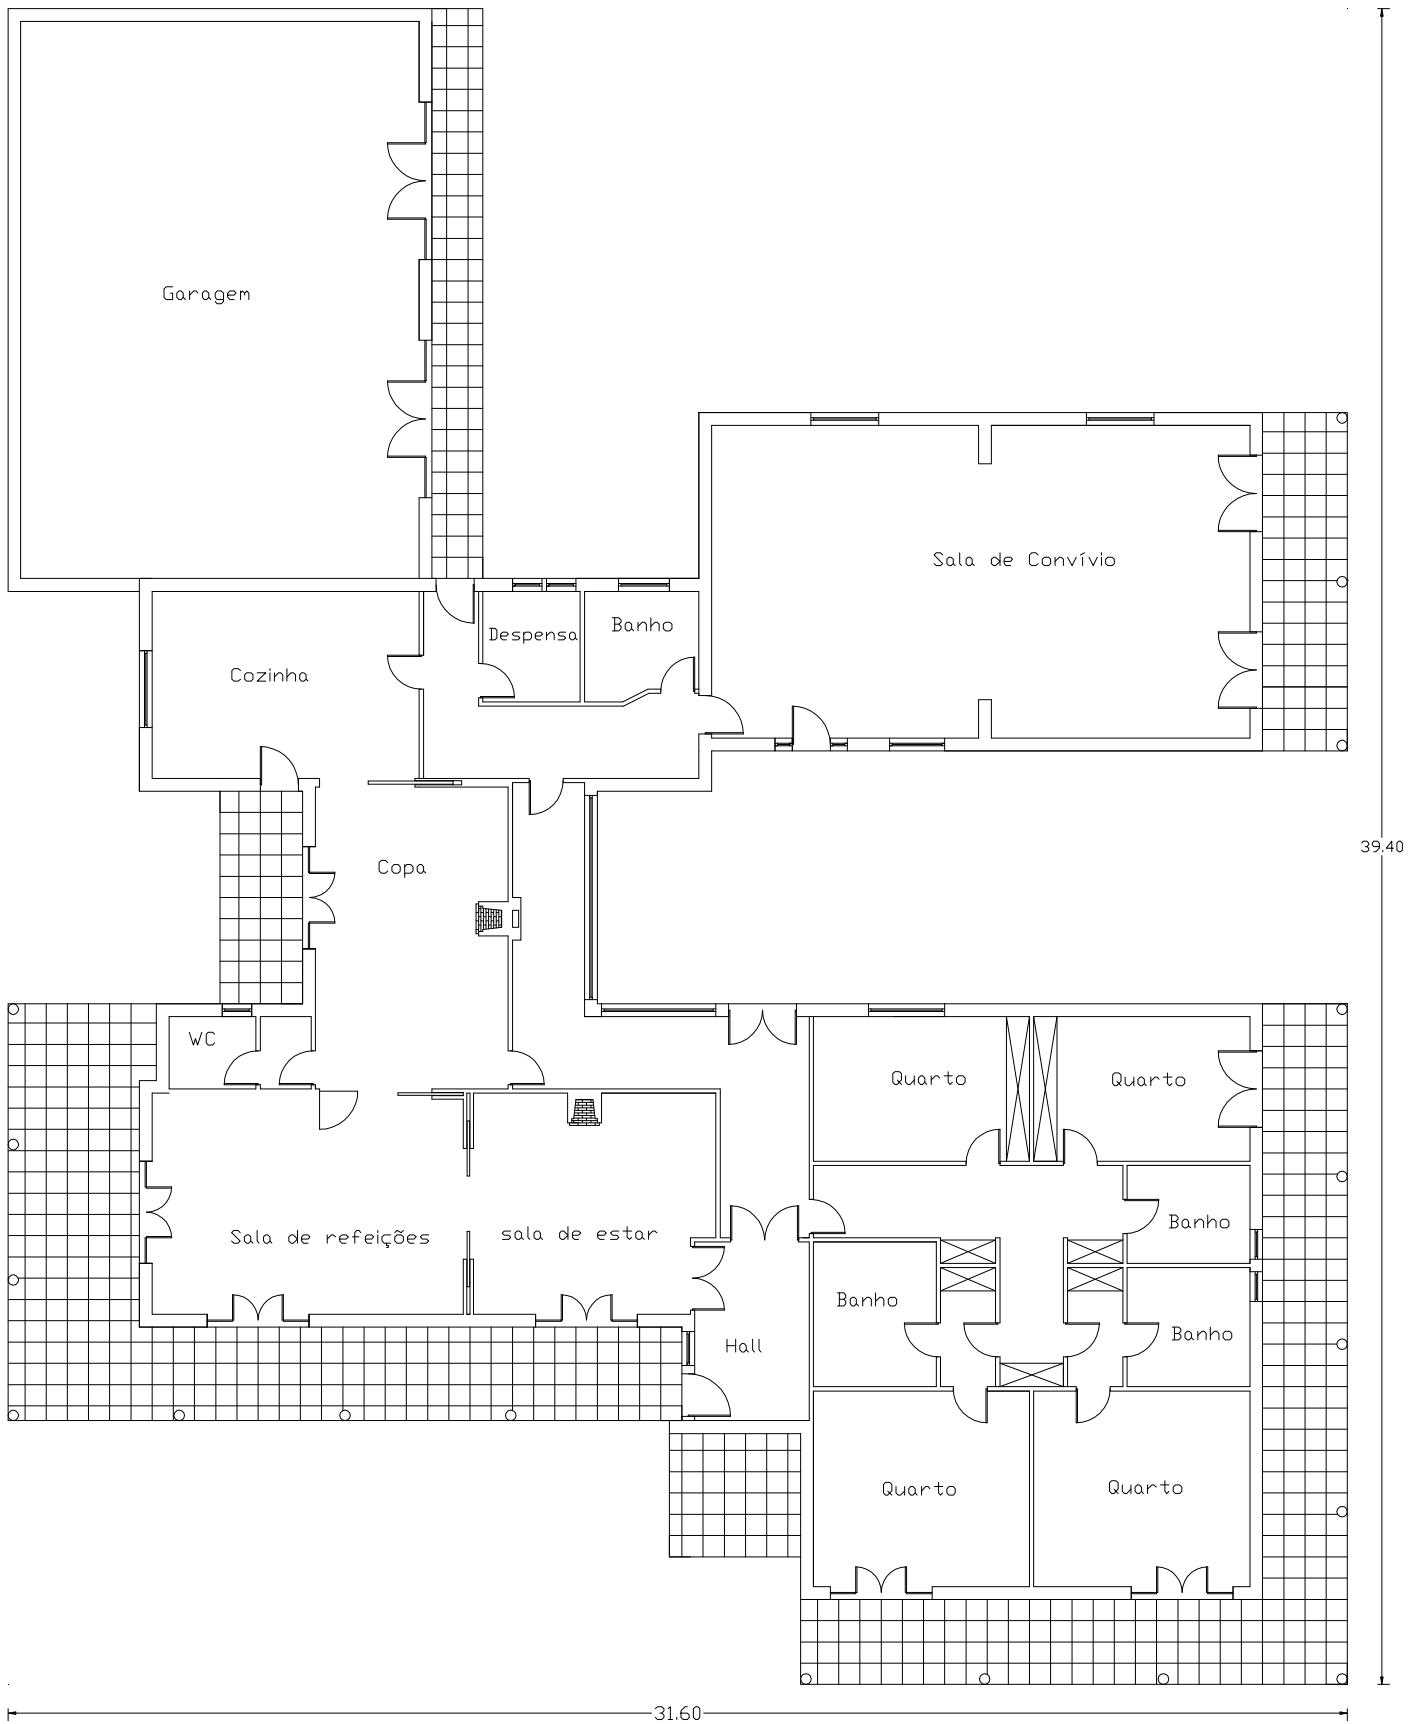 Garagem
Sala de Convívio
Despensa
Banho
Cozinha
39.40
Copa
WC
Quarto
Quarto
Banho
Sala de refeições
sala de estar
Banho
Banho
Hall
Quarto
Quarto
31.60